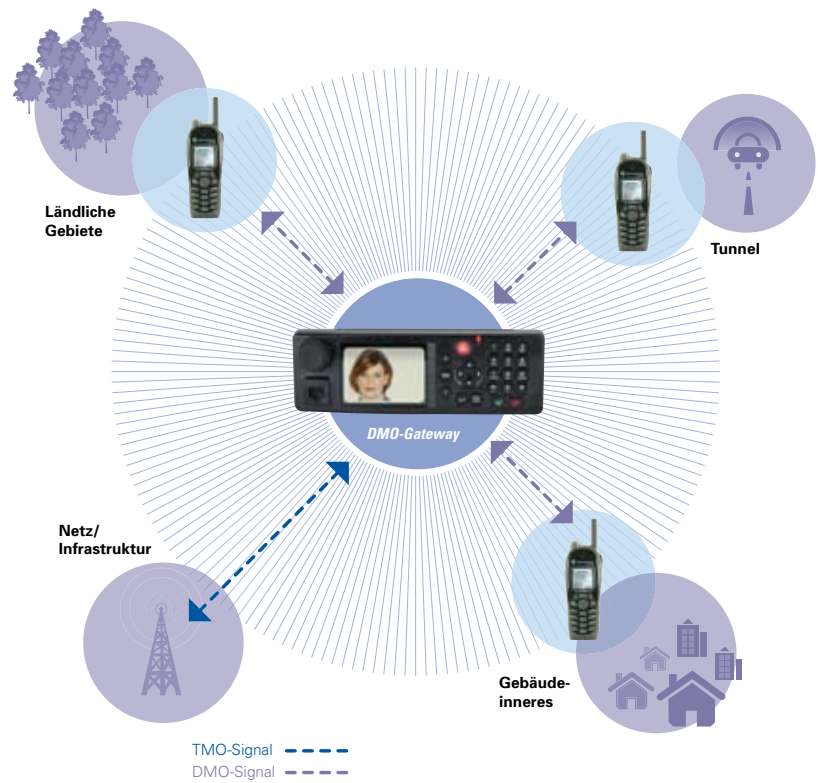 Ländliche
Gebiete
Tunnel
DMO-Gateway
Netz/
Infrastruktur
Gebäude-
inneres
TMO-Signal
DMO-Signal